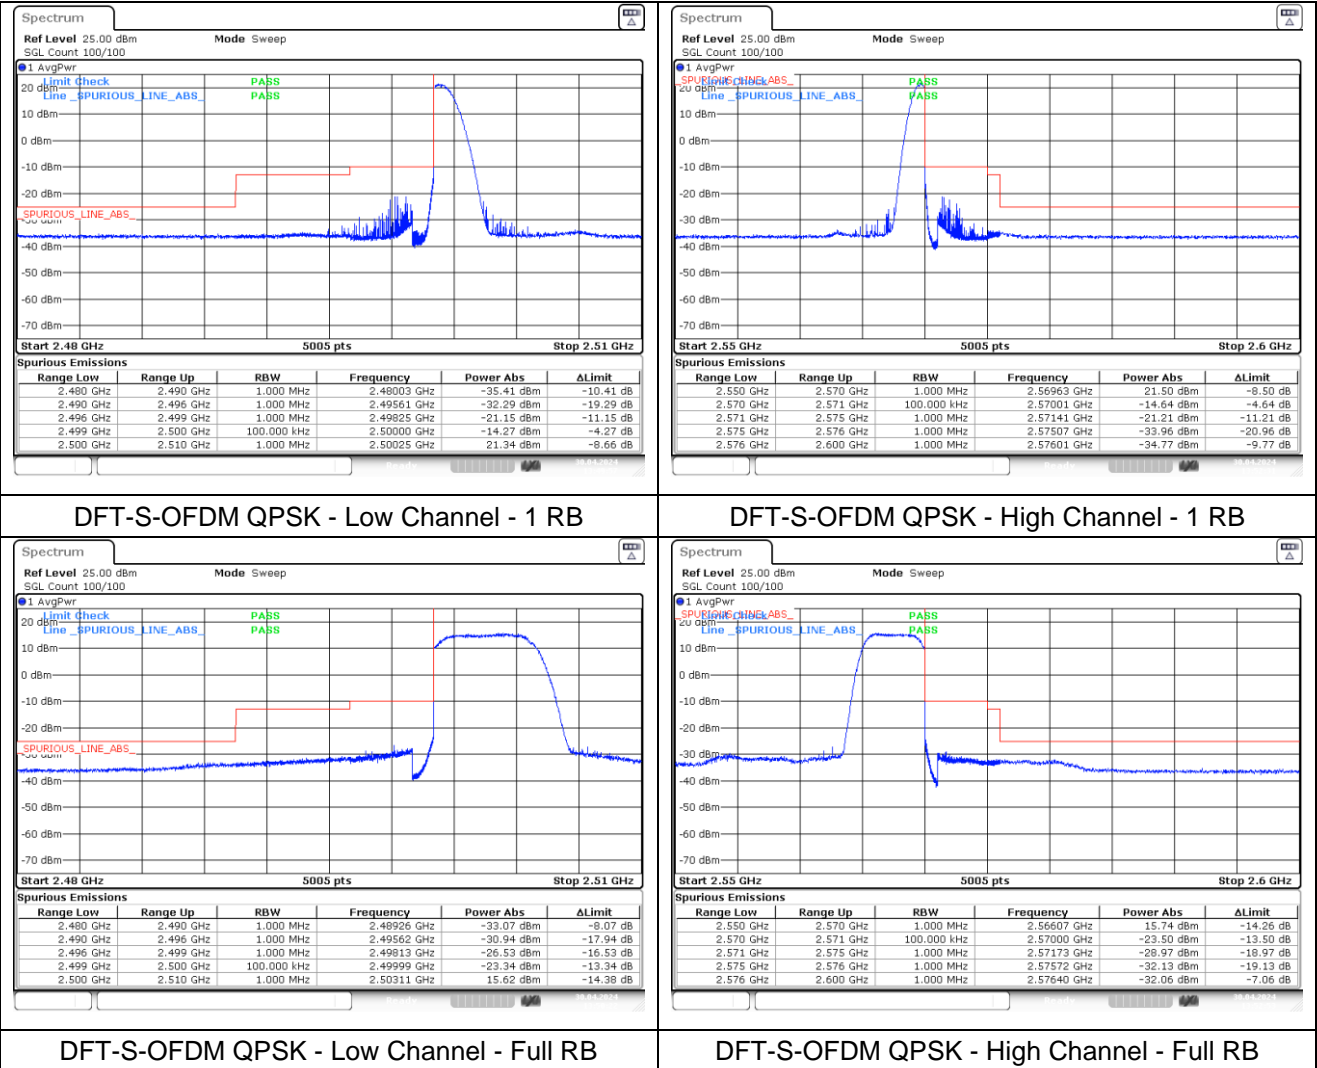 Spectrum
Ref Level 25.00 dBm Mode Sweep
SGL Count 100/100
1 AvgPwr
Limit Check PASS
Line _SPURIOUS_LINE_ABS_ PASS
20 dBm
10 dBm
0 dBm
-10 dBm
-20 dBm
_SPURIOUS_LINE_ABS_
-30 dBm
-40 dBm
-50 dBm
-60 dBm
-70 dBm
Start 2.48 GHz 5005 pts Stop 2.51 GHz
Spurious Emissions
Range Low Range Up RBW Frequency Power Abs ΔLimit
2.480 GHz 2.490 GHz 1.000 MHz 2.48003 GHz -35.41 dBm -10.41 dB
2.490 GHz 2.496 GHz 1.000 MHz 2.49561 GHz -32.29 dBm -19.29 dB
2.496 GHz 2.499 GHz 1.000 MHz 2.49825 GHz -21.15 dBm -11.15 dB
2.499 GHz 2.500 GHz 100.000 kHz 2.50000 GHz -14.27 dBm -4.27 dB
2.500 GHz 2.510 GHz 1.000 MHz 2.50025 GHz 21.34 dBm -8.66 dB
Ready 30.04.2024
DFT-S-OFDM QPSK - Low Channel - 1 RB
Spectrum
Ref Level 25.00 dBm Mode Sweep
SGL Count 100/100
1 AvgPwr
_SPURIOUS_LINE_ABS_
Limit Check PASS
20 dBm
Line _SPURIOUS_LINE_ABS_ PASS
10 dBm
0 dBm
-10 dBm
-20 dBm
-30 dBm
-40 dBm
-50 dBm
-60 dBm
-70 dBm
Start 2.55 GHz 5005 pts Stop 2.6 GHz
Spurious Emissions
Range Low Range Up RBW Frequency Power Abs ΔLimit
2.550 GHz 2.570 GHz 1.000 MHz 2.56963 GHz 21.50 dBm -8.50 dB
2.570 GHz 2.571 GHz 100.000 kHz 2.57001 GHz -14.64 dBm -4.64 dB
2.571 GHz 2.575 GHz 1.000 MHz 2.57141 GHz -21.21 dBm -11.21 dB
2.575 GHz 2.576 GHz 1.000 MHz 2.57507 GHz -33.96 dBm -20.96 dB
2.576 GHz 2.600 GHz 1.000 MHz 2.57601 GHz -34.77 dBm -9.77 dB
Ready 30.04.2024
DFT-S-OFDM QPSK - High Channel - 1 RB
Spectrum
Ref Level 25.00 dBm Mode Sweep
SGL Count 100/100
1 AvgPwr
Limit Check PASS
20 dBm
Line _SPURIOUS_LINE_ABS_ PASS
10 dBm
0 dBm
-10 dBm
-20 dBm
_SPURIOUS_LINE_ABS_
-30 dBm
-40 dBm
-50 dBm
-60 dBm
-70 dBm
Start 2.48 GHz 5005 pts Stop 2.51 GHz
Spurious Emissions
Range Low Range Up RBW Frequency Power Abs ΔLimit
2.480 GHz 2.490 GHz 1.000 MHz 2.48926 GHz -33.07 dBm -8.07 dB
2.490 GHz 2.496 GHz 1.000 MHz 2.49562 GHz -30.94 dBm -17.94 dB
2.496 GHz 2.499 GHz 1.000 MHz 2.49813 GHz -26.53 dBm -16.53 dB
2.499 GHz 2.500 GHz 100.000 kHz 2.49999 GHz -23.34 dBm -13.34 dB
2.500 GHz 2.510 GHz 1.000 MHz 2.50311 GHz 15.62 dBm -14.38 dB
Ready 30.04.2024
DFT-S-OFDM QPSK - Low Channel - Full RB
Spectrum
Ref Level 25.00 dBm Mode Sweep
SGL Count 100/100
1 AvgPwr
_SPURIOUS_LINE_ABS_
Limit Check PASS
20 dBm
Line _SPURIOUS_LINE_ABS_ PASS
10 dBm
0 dBm
-10 dBm
-20 dBm
-30 dBm
-40 dBm
-50 dBm
-60 dBm
-70 dBm
Start 2.55 GHz 5005 pts Stop 2.6 GHz
Spurious Emissions
Range Low Range Up RBW Frequency Power Abs ΔLimit
2.550 GHz 2.570 GHz 1.000 MHz 2.56607 GHz 15.74 dBm -14.26 dB
2.570 GHz 2.571 GHz 100.000 kHz 2.57000 GHz -23.50 dBm -13.50 dB
2.571 GHz 2.575 GHz 1.000 MHz 2.57173 GHz -28.97 dBm -18.97 dB
2.575 GHz 2.576 GHz 1.000 MHz 2.57572 GHz -32.13 dBm -19.13 dB
2.576 GHz 2.600 GHz 1.000 MHz 2.57640 GHz -32.06 dBm -7.06 dB
Ready 30.04.2024
DFT-S-OFDM QPSK - High Channel - Full RB